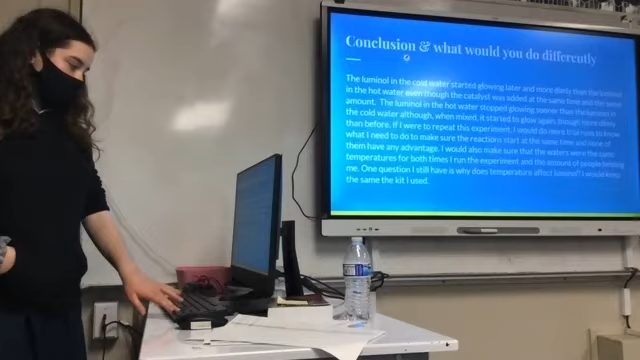 Conclusion & what would you do differently
The luminol in the cold water started glowing later and more dimly than the luminol
in the hot water even though the catalyst was added at the same time and the same
amount. The luminol in the hot water stopped glowing sooner than the luminol in
the cold water although, when mixed, it started to glow again, though more dimly
than before. If I were to repeat this experiment, I would do more trial runs to know
what I need to do to make sure the reactions start at the same time and none of
them have any advantage. I would also make sure that the waters were the same
temperatures for both times I run the experiment and the amount of people helping
me. One question I still have is why does temperature affect luminol? I would keep
the same the kit I used.